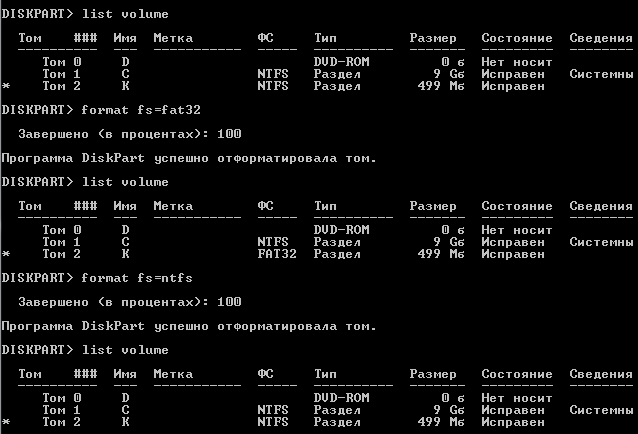 DISKPART> list volume
Том ### Имя Метка ФС Тип Размер Состояние Сведения
---------- --- ----------- ----- ---------- ------- --------- --------
Том 0 D DVD-ROM 0 б Нет носит
Том 1 C NTFS Раздел 9 Gб Исправен Системны
* Том 2 K NTFS Раздел 499 Mб Исправен
DISKPART> format fs=fat32
Завершено (в процентах): 100
Программа DiskPart успешно отформатировала том.
DISKPART> list volume
Том ### Имя Метка ФС Тип Размер Состояние Сведения
---------- --- ----------- ----- ---------- ------- --------- --------
Том 0 D DVD-ROM 0 б Нет носит
Том 1 C NTFS Раздел 9 Gб Исправен Системны
* Том 2 K FAT32 Раздел 499 Mб Исправен
DISKPART> format fs=ntfs
Завершено (в процентах): 100
Программа DiskPart успешно отформатировала том.
DISKPART> list volume
Том ### Имя Метка ФС Тип Размер Состояние Сведения
---------- --- ----------- ----- ---------- ------- --------- --------
Том 0 D DVD-ROM 0 б Нет носит
Том 1 C NTFS Раздел 9 Gб Исправен Системны
* Том 2 K NTFS Раздел 499 Mб Исправен